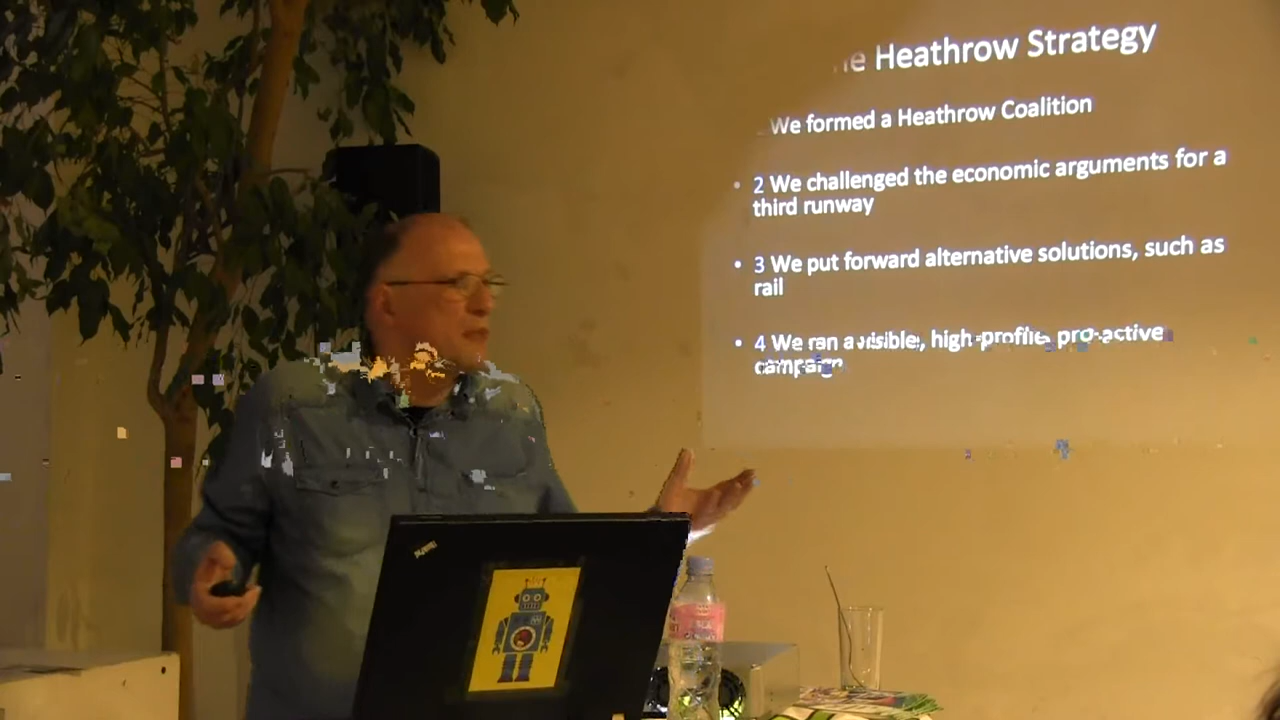 Heathrow Strategy
We formed a Heathrow Coalition
• 2 We challenged the economic arguments for a
third runway
• 3 We put forward alternative solutions, such as
rail
• 4 We ran a visible, high-profile, pro-active
campaign